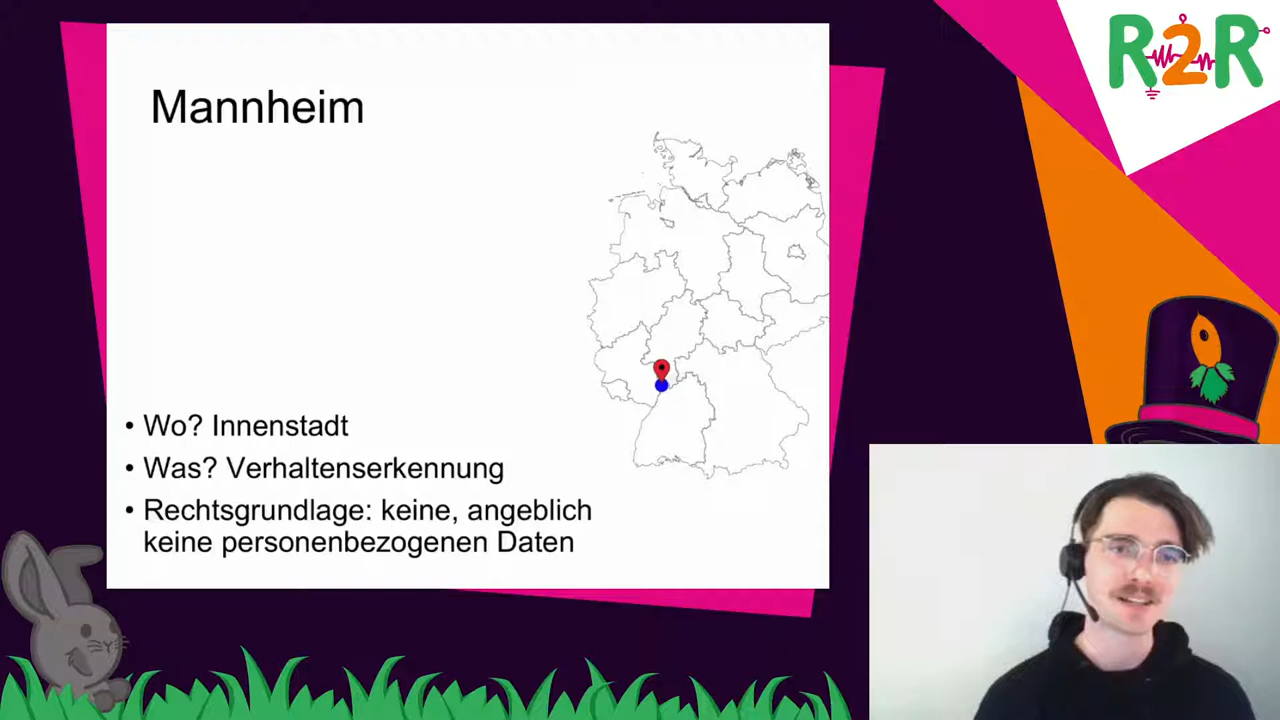 R2R
Mannheim
• Wo? Innenstadt
• Was? Verhaltenserkennung
• Rechtsgrundlage: keine, angeblich
keine personenbezogenen Daten